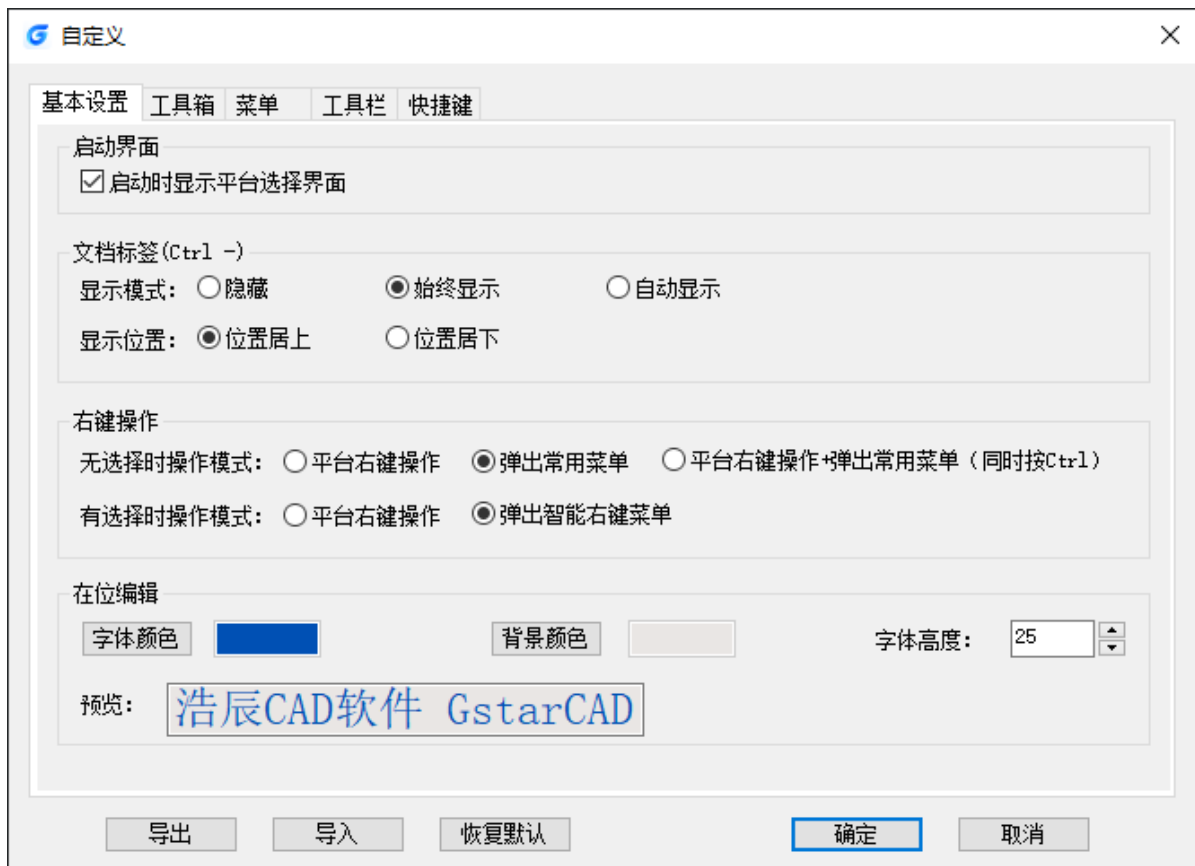 自定义
基本设置 工具箱 菜单 工具栏 快捷键
启动界面
启动时显示平台选择界面
文档标签(Ctrl -)
显示模式: 隐藏 始终显示 自动显示
显示位置: 位置居上 位置居下
右键操作
无选择时操作模式: 平台右键操作 弹出常用菜单 平台右键操作+弹出常用菜单(同时按Ctrl)
有选择时操作模式: 平台右键操作 弹出智能右键菜单
在位编辑
字体颜色 背景颜色 字体高度: 25
预览: 浩辰CAD软件 GstarCAD
导出 导入 恢复默认 确定 取消